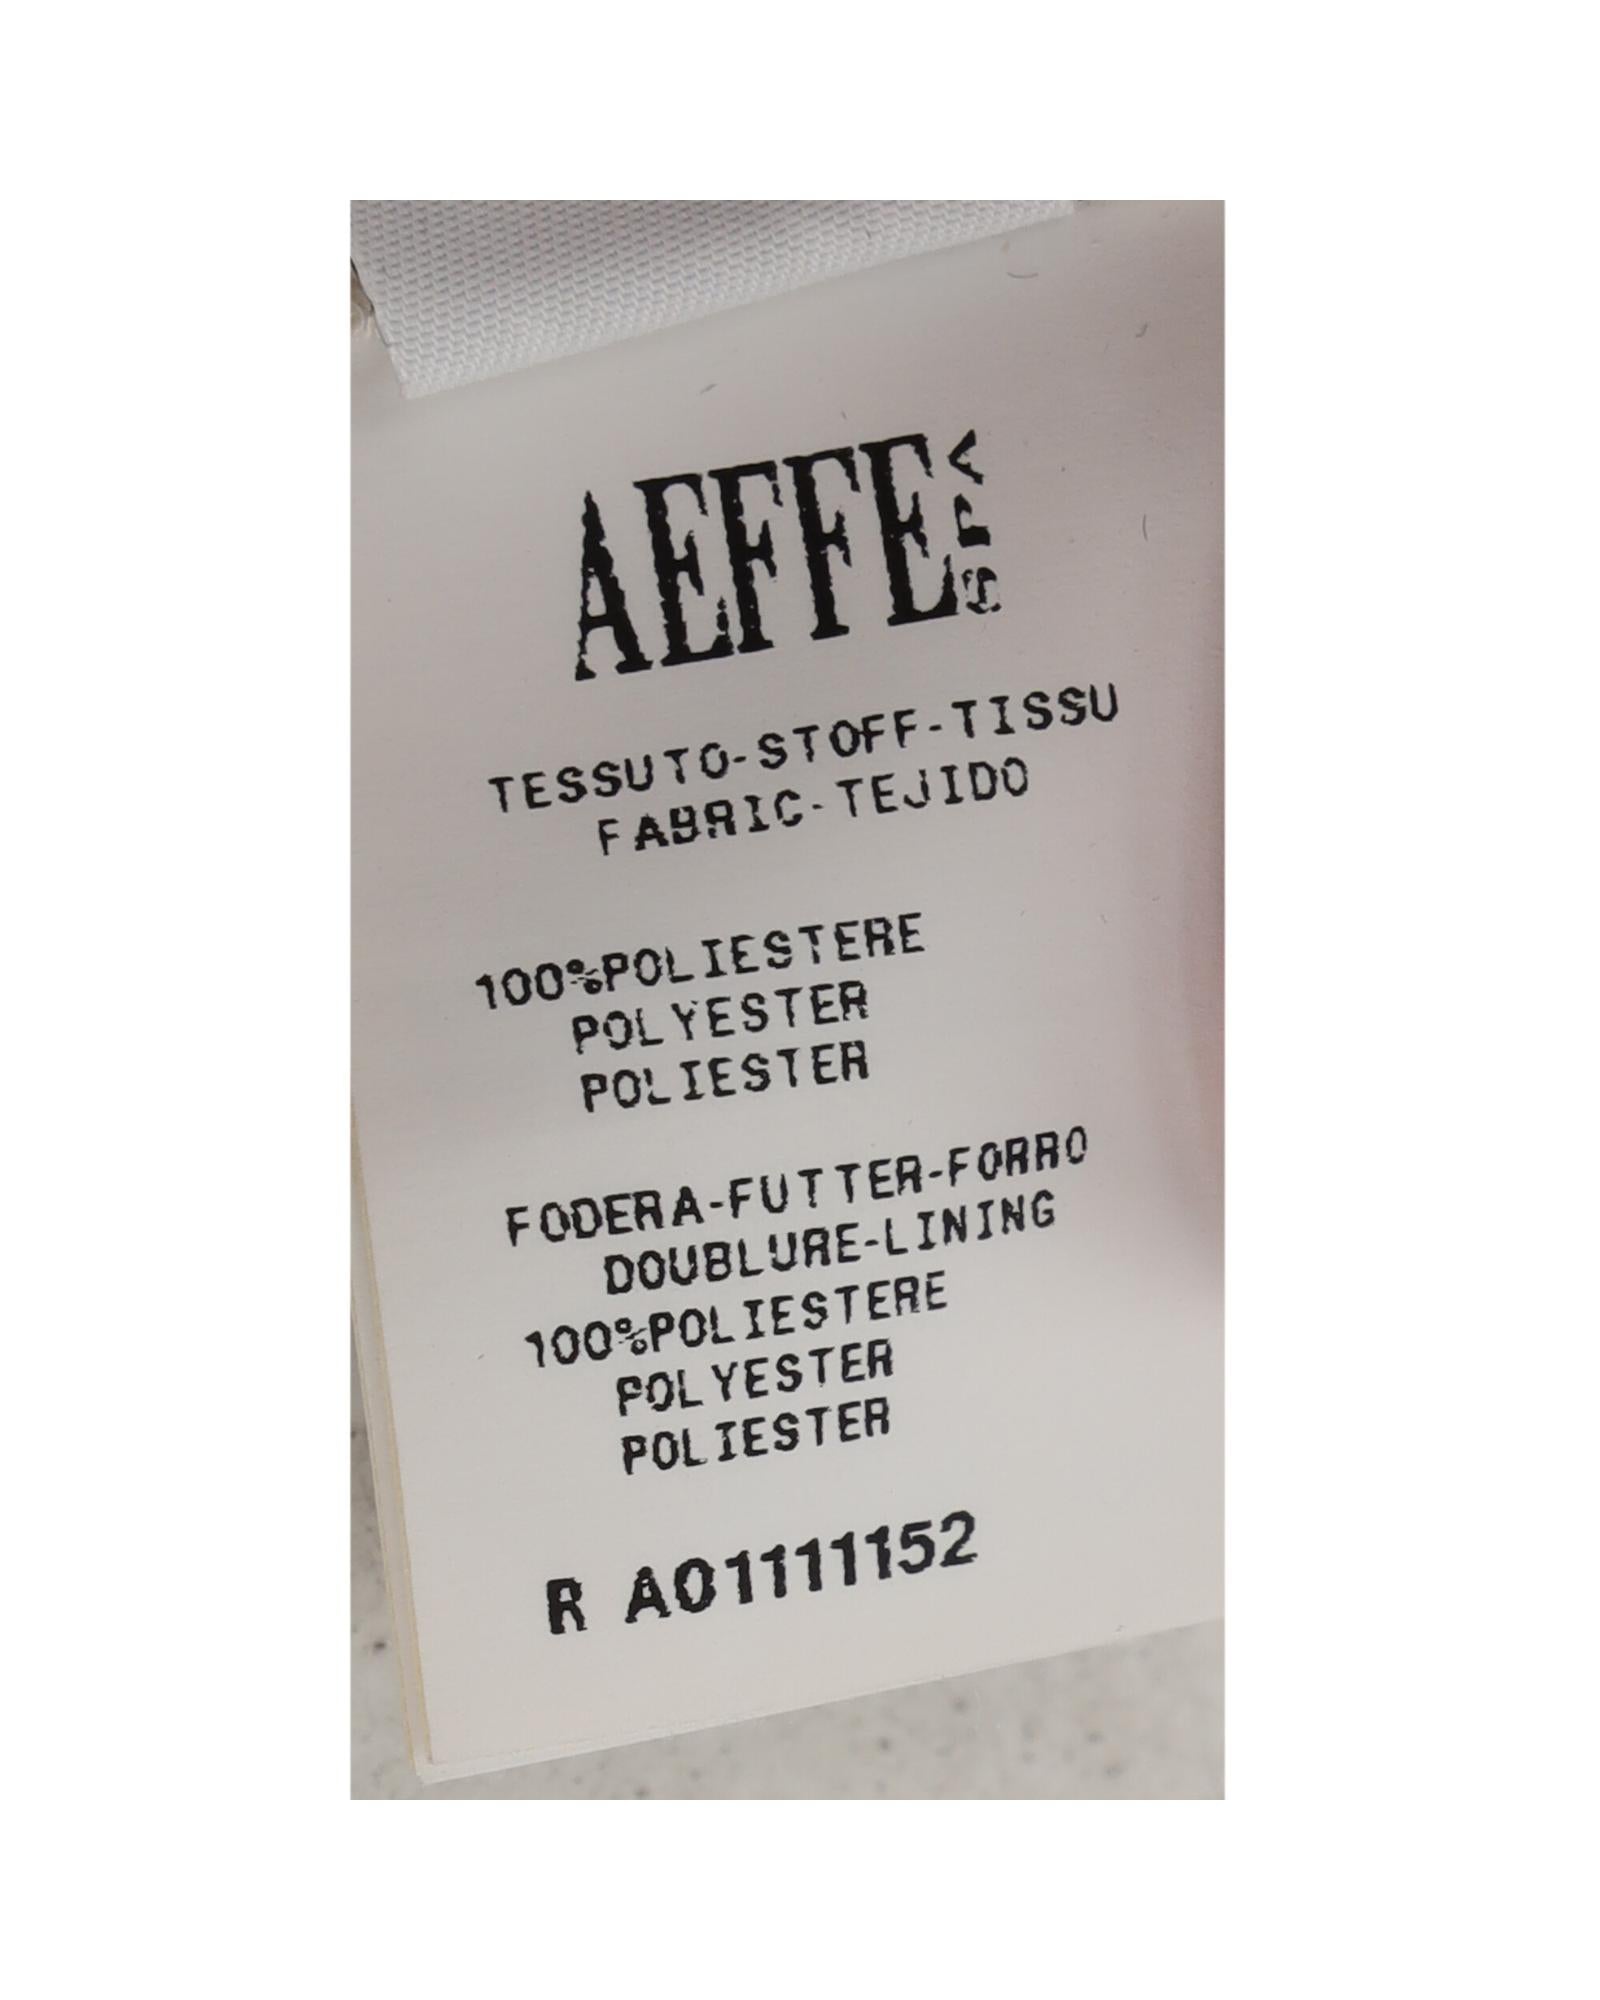 AEFFE SPA
TESSUTO-STOFF-TISSU
FABRIC-TEJIDO
100%POLIESTERE
POLYESTER
POLIESTER
FODERA-FUTTER-FORRO
DOUBLURE-LINING
100%POLIESTERE
POLYESTER
POLIESTER
R A01111152